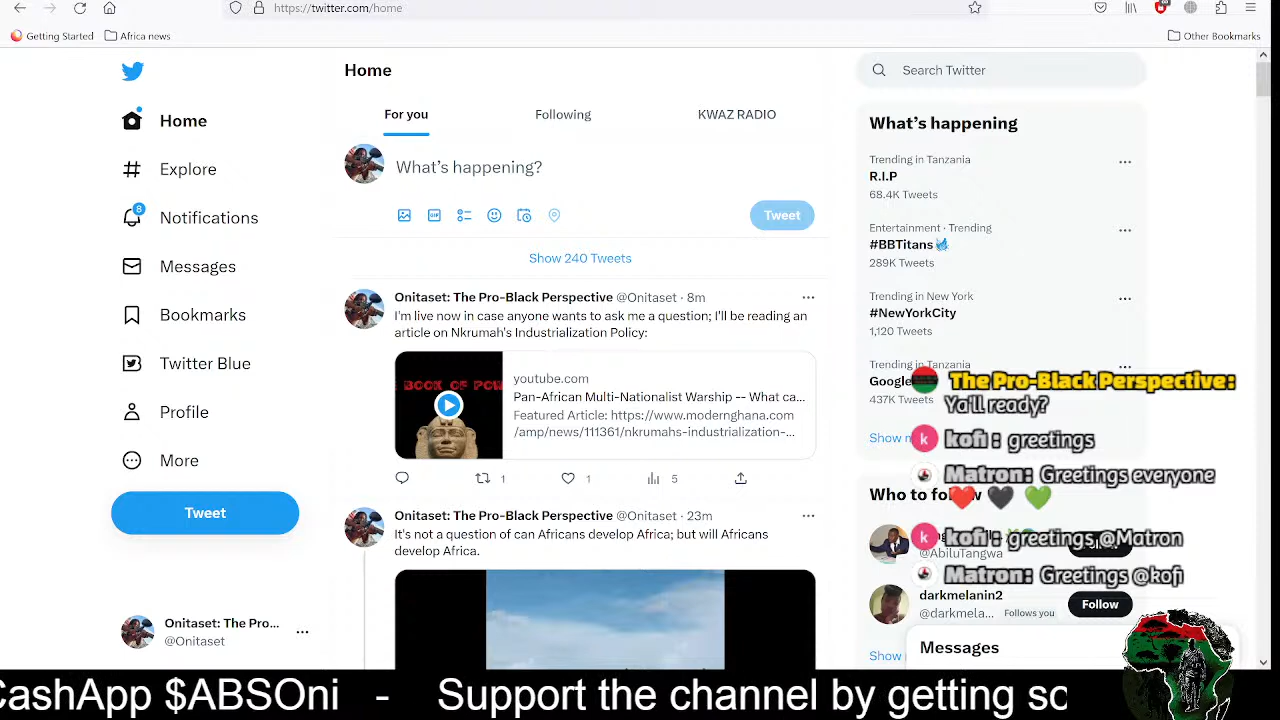 https://twitter.com/home
Getting Started
Africa news
Other Bookmarks
Home
Explore
8
Notifications
Messages
Bookmarks
Twitter Blue
Profile
More
Tweet
Onitaset: The Pro...
@Onitaset
Home
For you
Following
KWAZ RADIO
What's happening?
GIF
Tweet
Show 240 Tweets
Onitaset: The Pro-Black Perspective @Onitaset · 8m
I'm live now in case anyone wants to ask me a question; I'll be reading an
article on Nkrumah's Industrialization Policy:
youtube.com
Pan-African Multi-Nationalist Warship -- What ca...
Featured Article: https://www.modernghana.com
/amp/news/111361/nkrumahs-industrialization-...
1
1
5
Onitaset: The Pro-Black Perspective @Onitaset · 23m
It's not a question of can Africans develop Africa; but will Africans
develop Africa.
Search Twitter
What's happening
Trending in Tanzania
R.I.P
68.4K Tweets
Entertainment · Trending
#BBTitans
289K Tweets
Trending in New York
#NewYorkCity
1,120 Tweets
Trending in Tanzania
Google
437K Tweets
Show
Who to
@AbiluTangwa
darkmelanin2
@darkmela...
Follows you
Follow
Show
Messages
The Pro-Black Perspective:
Ya'll ready?
k
kofi : greetings
Matron: Greetings everyone
k
kofi : greetings @Matron
Matron: Greetings @kofi
CashApp $ABSOni - Support the channel by getting so